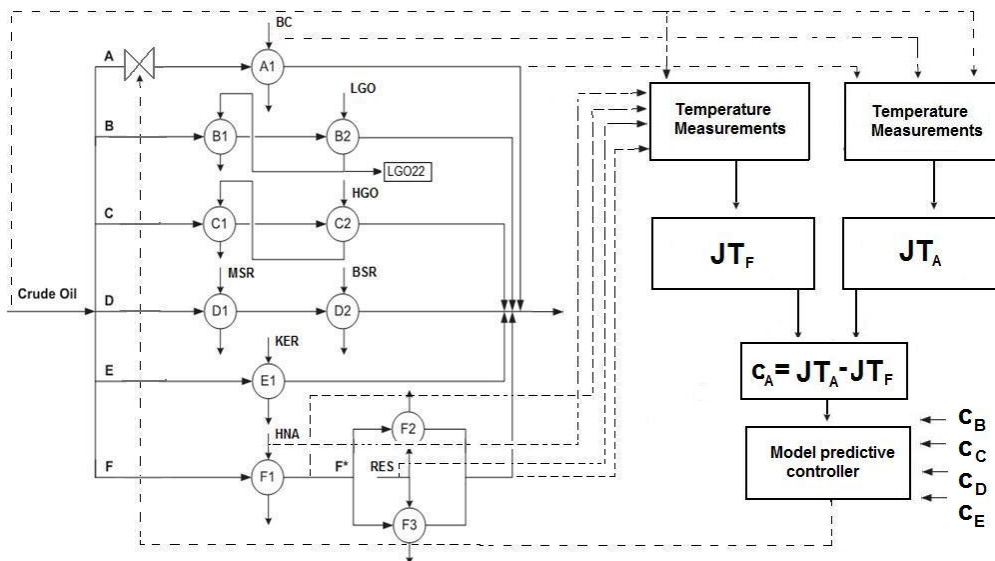 BC
A
A1
LGO
B
B1
B2
LGO22
HGO
C
C1
C2
MSR
BSR
Crude Oil
D
D1
D2
KER
E
E1
HNA
F
F1
F*
RES
F2
F3
Temperature
Measurements
Temperature
Measurements
JTF
JTA
cA = JTA - JTF
Model predictive
controller
CB
CC
CD
CE